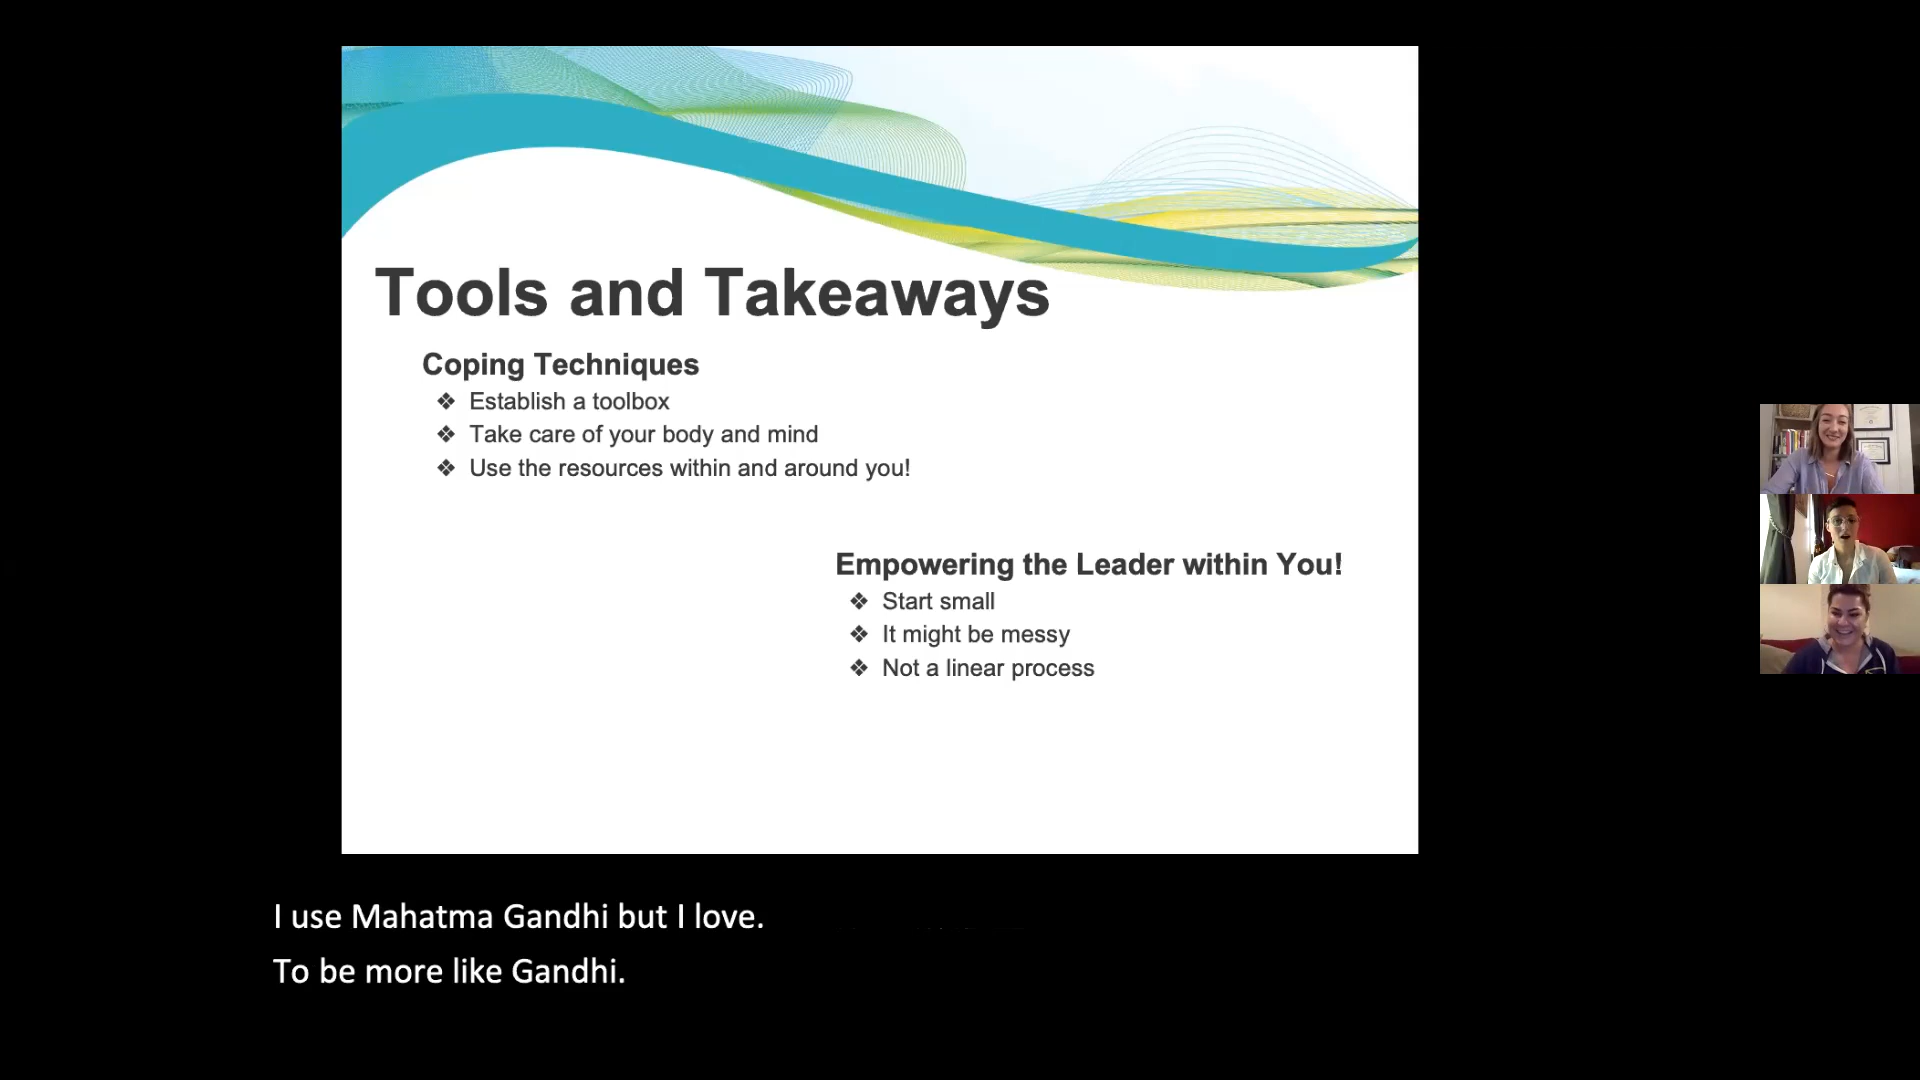 Tools and Takeaways
Coping Techniques
❖ Establish a toolbox
❖ Take care of your body and mind
❖ Use the resources within and around you!
Empowering the Leader within You!
❖ Start small
❖ It might be messy
❖ Not a linear process
I use Mahatma Gandhi but I love.
To be more like Gandhi.